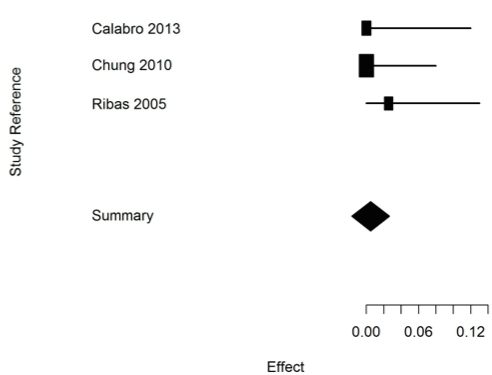 Study Reference
Calabro 2013
Chung 2010
Ribas 2005
Summary
0.00 0.06 0.12
Effect